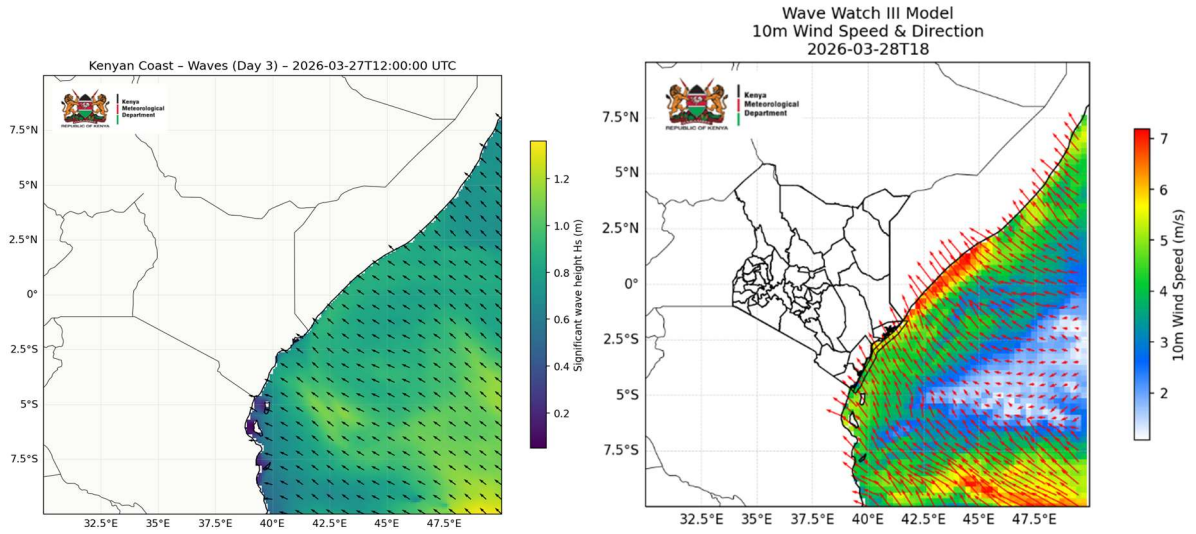 Kenyan Coast – Waves (Day 3) – 2026-03-27T12:00:00 UTC
Kenya
Meteorological
Department
REPUBLIC OF KENYA
7.5°N
5°N
2.5°N
0°
2.5°S
5°S
7.5°S
32.5°E 35°E 37.5°E 40°E 42.5°E 45°E 47.5°E
1.2
1.0
0.8
0.6
0.4
0.2
Significant wave height Hs (m)
Wave Watch III Model
10m Wind Speed & Direction
2026-03-28T18
Kenya
Meteorological
Department
REPUBLIC OF KENYA
7.5°N
5°N
2.5°N
0°
2.5°S
5°S
7.5°S
32.5°E 35°E 37.5°E 40°E 42.5°E 45°E 47.5°E
7
6
5
4
3
2
10m Wind Speed (m/s)